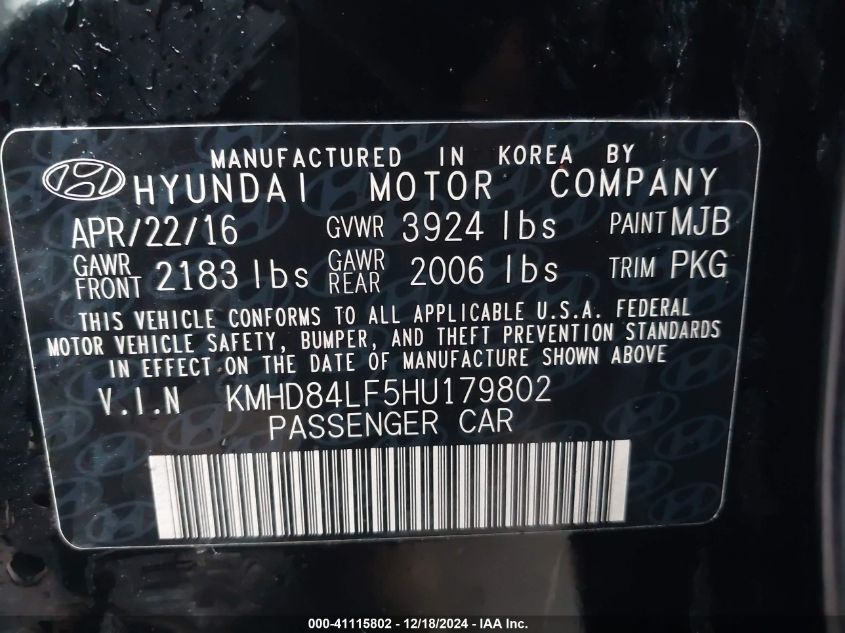 MANUFACTURED IN KOREA BY
HYUNDAI MOTOR COMPANY
APR/22/16 GVWR 3924 lbs PAINT MJB
GAWR FRONT 2183 lbs GAWR REAR 2006 lbs TRIM PKG
THIS VEHICLE CONFORMS TO ALL APPLICABLE U.S.A. FEDERAL
MOTOR VEHICLE SAFETY, BUMPER, AND THEFT PREVENTION STANDARDS
IN EFFECT ON THE DATE OF MANUFACTURE SHOWN ABOVE
V.I.N KMHD84LF5HU179802
PASSENGER CAR
000-41115802 - 12/18/2024 - IAA Inc.